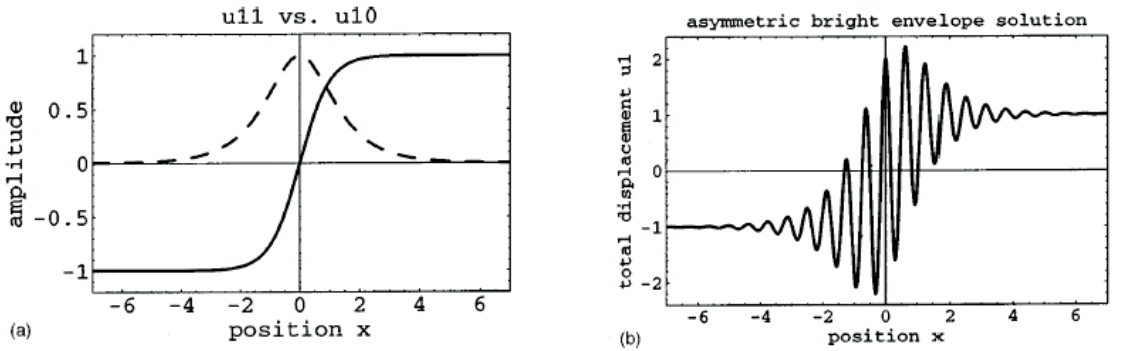 u11 vs. u10
amplitude
1
0.5
0
-0.5
-1
-6 -4 -2 0 2 4 6
position x
(a)
asymmetric bright envelope solution
total displacement u1
2
1
0
-1
-2
-6 -4 -2 0 2 4 6
position x
(b)